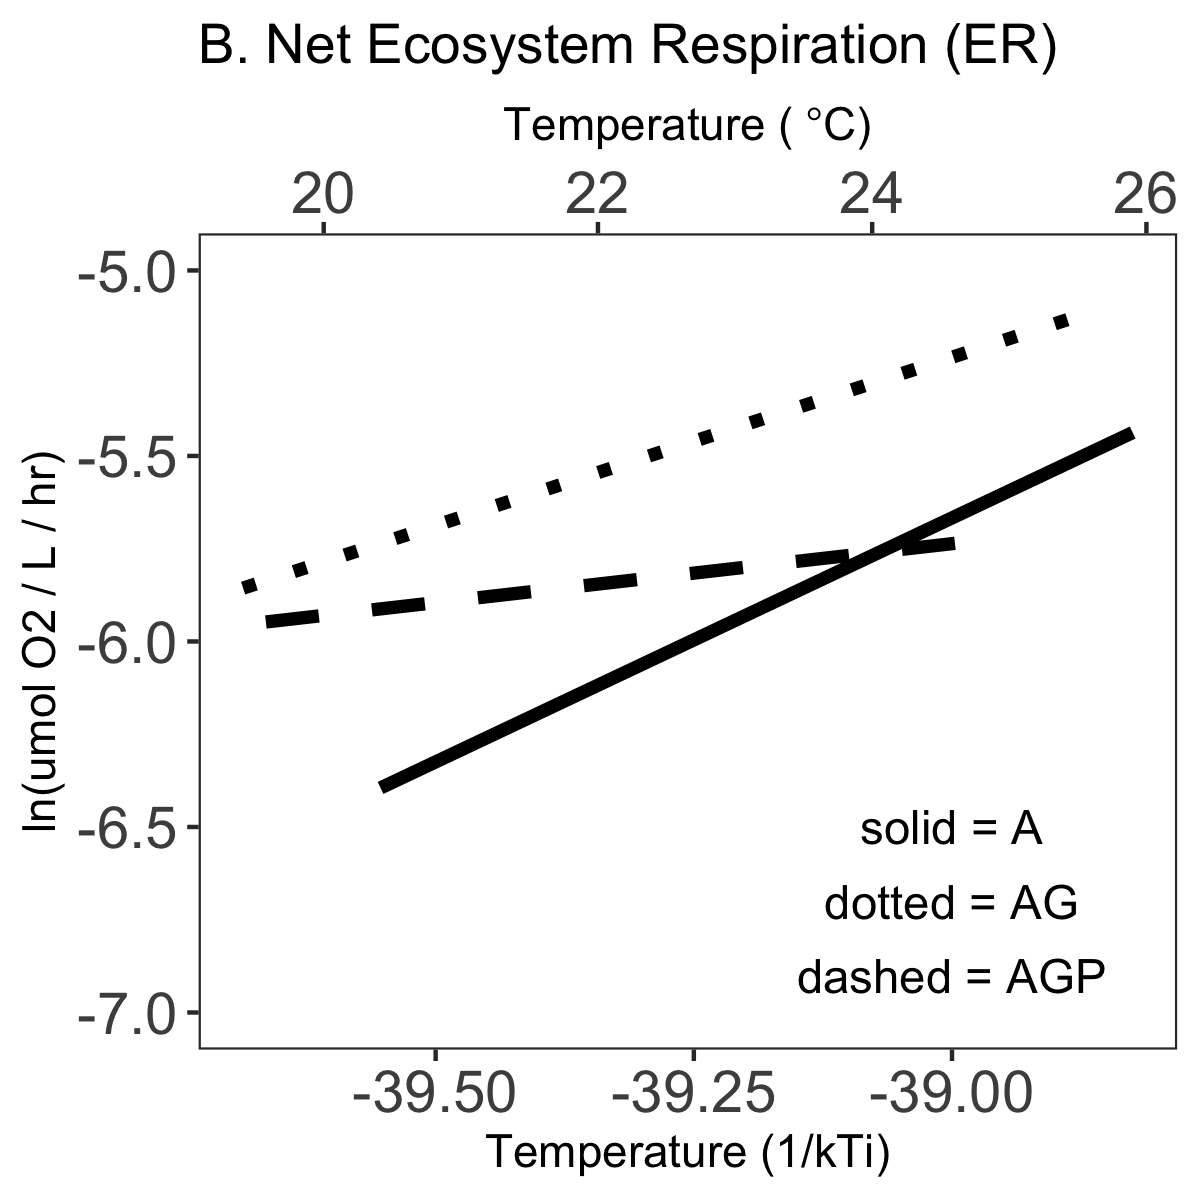 B. Net Ecosystem Respiration (ER)
Temperature ( °C)
20 22 24 26
-5.0
-5.5
-6.0
-6.5
-7.0
ln(umol O2 / L / hr)
solid = A
dotted = AG
dashed = AGP
-39.50 -39.25 -39.00
Temperature (1/kTi)